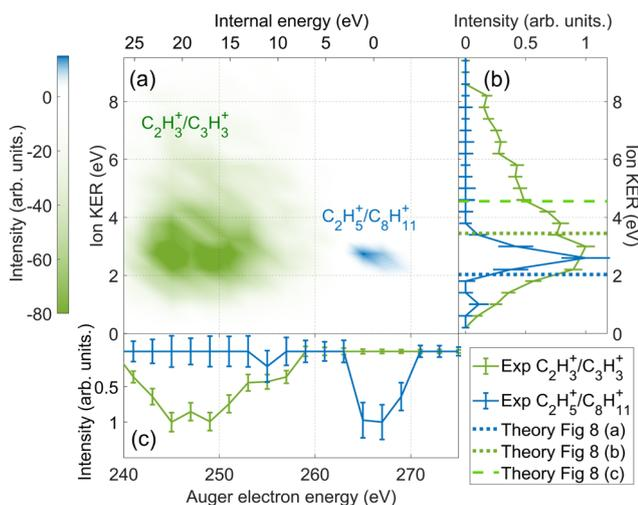 Internal energy (eV)
25 20 15 10 5 0
Intensity (arb. units.)
0 0.5 1
(a)
(b)
C₂H₃⁺/C₃H₃⁺
C₂H₅⁺/C₈H₁₁⁺
0
-20
-40
-60
-80
Intensity (arb. units.)
8
6
4
2
0
Ion KER (eV)
8
6
4
2
0
Ion KER (eV)
0.5
1
Intensity (arb. units.)
(c)
240 250 260 270
Auger electron energy (eV)
Exp C₂H₃⁺/C₃H₃⁺
Exp C₂H₅⁺/C₈H₁₁⁺
Theory Fig 8 (a)
Theory Fig 8 (b)
Theory Fig 8 (c)